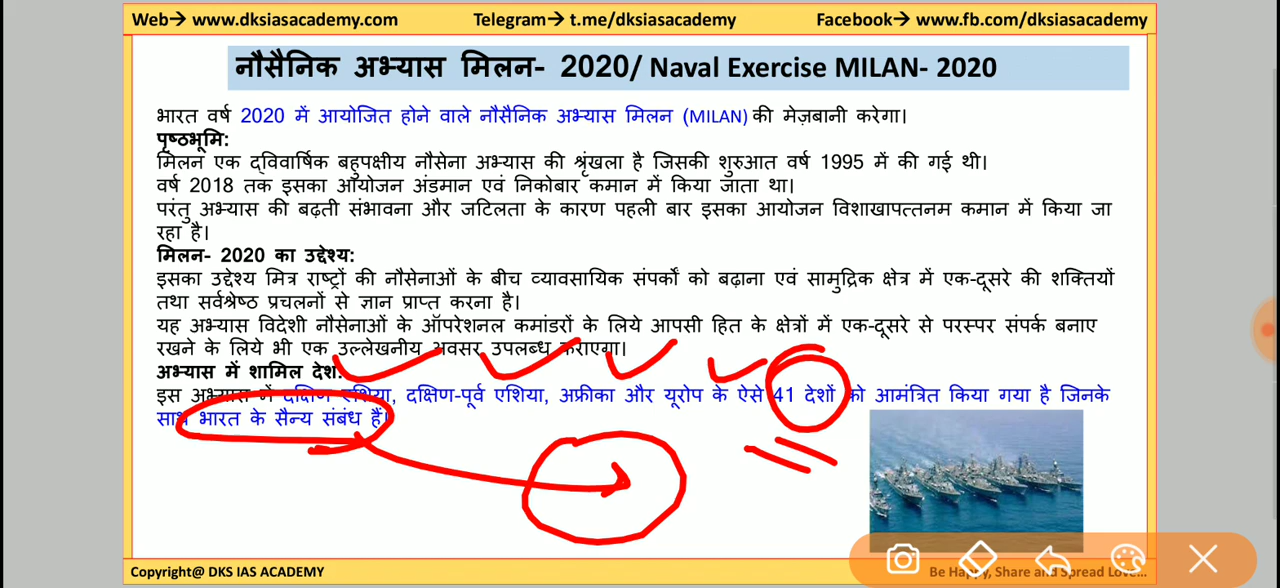 Web→ www.dksiasacademy.com Telegram→ t.me/dksiasacademy Facebook→ www.fb.com/dksiasacademy
नौसैनिक अभ्यास मिलन- 2020/ Naval Exercise MILAN- 2020
भारत वर्ष 2020 में आयोजित होने वाले नौसैनिक अभ्यास मिलन (MILAN) की मेज़बानी करेगा।
पृष्ठभूमि:
मिलन एक द्विवार्षिक बहुपक्षीय नौसेना अभ्यास की श्रृंखला है जिसकी शुरुआत वर्ष 1995 में की गई थी।
वर्ष 2018 तक इसका आयोजन अंडमान एवं निकोबार कमान में किया जाता था।
परंतु अभ्यास की बढ़ती संभावना और जटिलता के कारण पहली बार इसका आयोजन विशाखापत्तनम कमान में किया जा
रहा है।
मिलन- 2020 का उद्देश्य:
इसका उद्देश्य मित्र राष्ट्रों की नौसेनाओं के बीच व्यावसायिक संपर्कों को बढ़ाना एवं सामुद्रिक क्षेत्र में एक-दूसरे की शक्तियों
तथा सर्वश्रेष्ठ प्रचलनों से ज्ञान प्राप्त करना है।
यह अभ्यास विदेशी नौसेनाओं के ऑपरेशनल कमांडरों के लिये आपसी हित के क्षेत्रों में एक-दूसरे से परस्पर संपर्क बनाए
रखने के लिये भी एक उल्लेखनीय अवसर उपलब्ध कराएगा।
अभ्यास में शामिल देश:
इस अभ्यास में दक्षिण एशिया, दक्षिण-पूर्व एशिया, अफ्रीका और यूरोप के ऐसे 41 देशों को आमंत्रित किया गया है जिनके
साथ भारत के सैन्य संबंध हैं।
Copyright@ DKS IAS ACADEMY Be Happy, Share and Spread Love...